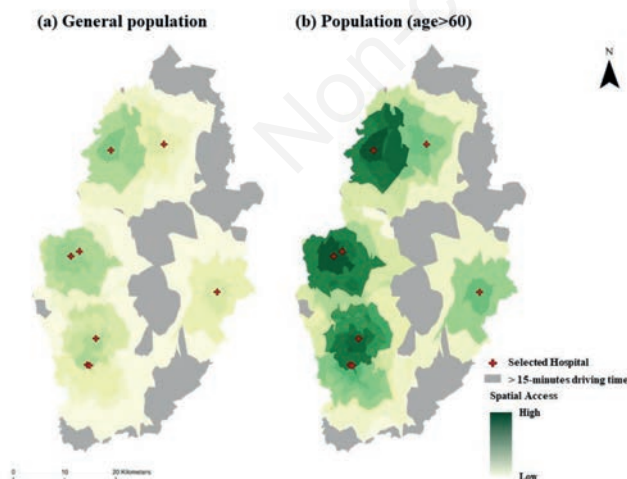 (a) General population
(b) Population (age>60)
N
Selected Hospital
> 15-minutes driving time
Spatial Access
High
Low
0 10 20 Kilometers
Non-